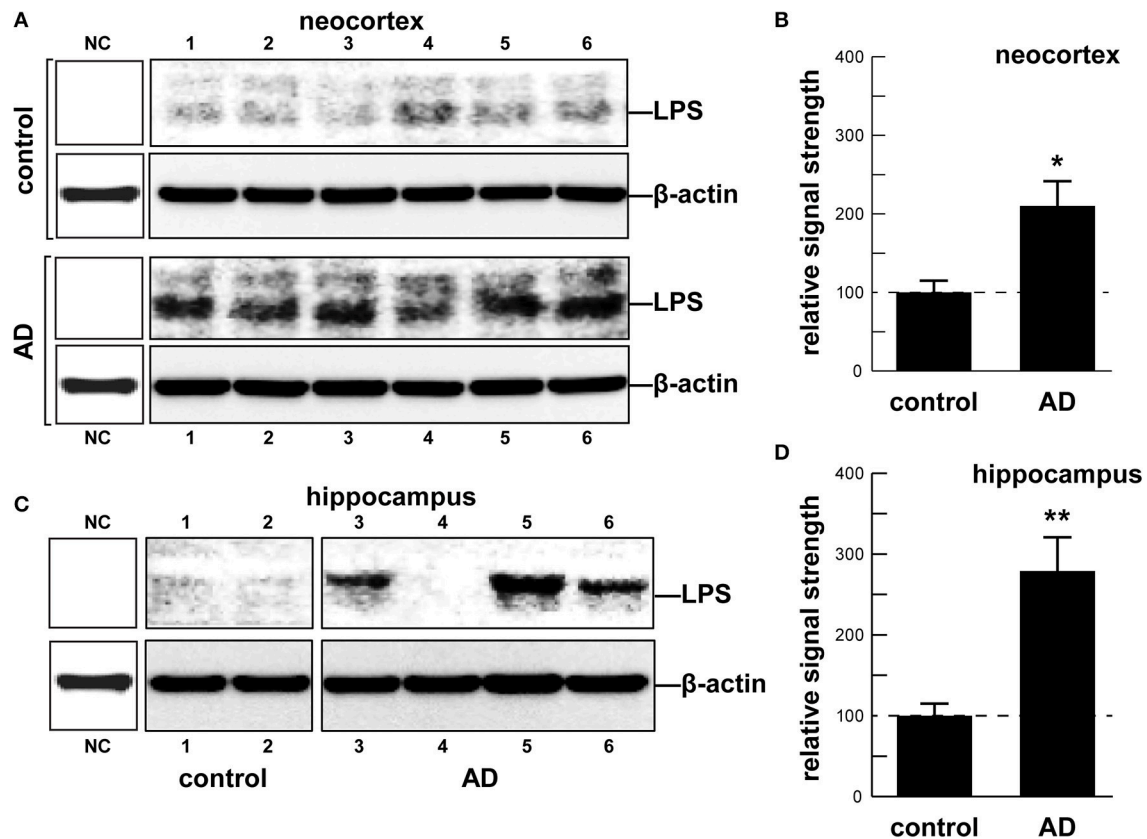 A
neocortex
NC 1 2 3 4 5 6
control
LPS
β-actin
AD
LPS
β-actin
NC 1 2 3 4 5 6
B
neocortex
relative signal strength
400
300
200
100
0
*
control AD
C
hippocampus
NC 1 2 3 4 5 6
LPS
β-actin
NC 1 2 3 4 5 6
control AD
D
hippocampus
relative signal strength
400
300
200
100
0
**
control AD